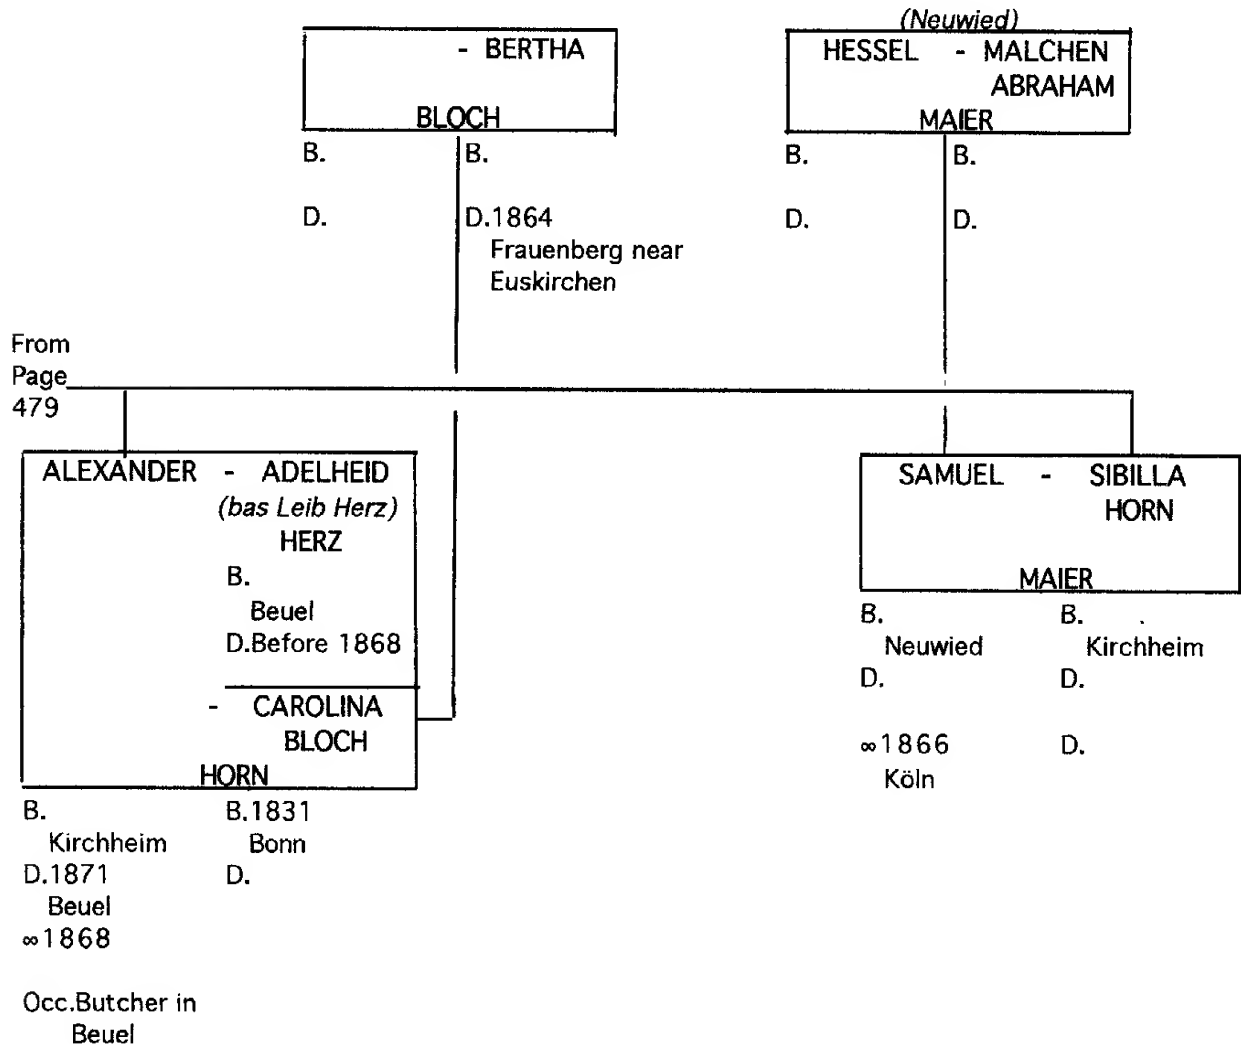 (Neuwied)
- BERTHA
BLOCH
B. B.
D. D.1864
Frauenberg near
Euskirchen
HESSEL - MALCHEN
ABRAHAM
MAIER
B. B.
D. D.
From
Page
479
ALEXANDER - ADELHEID
(bas Leib Herz)
HERZ
B.
Beuel
D.Before 1868
- CAROLINA
BLOCH
HORN
B. B.1831
Kirchheim Bonn
D.1871 D.
Beuel
∞1868
Occ.Butcher in
Beuel
SAMUEL - SIBILLA
HORN
MAIER
B. B.
Neuwied Kirchheim
D. D.
∞1866 D.
Köln